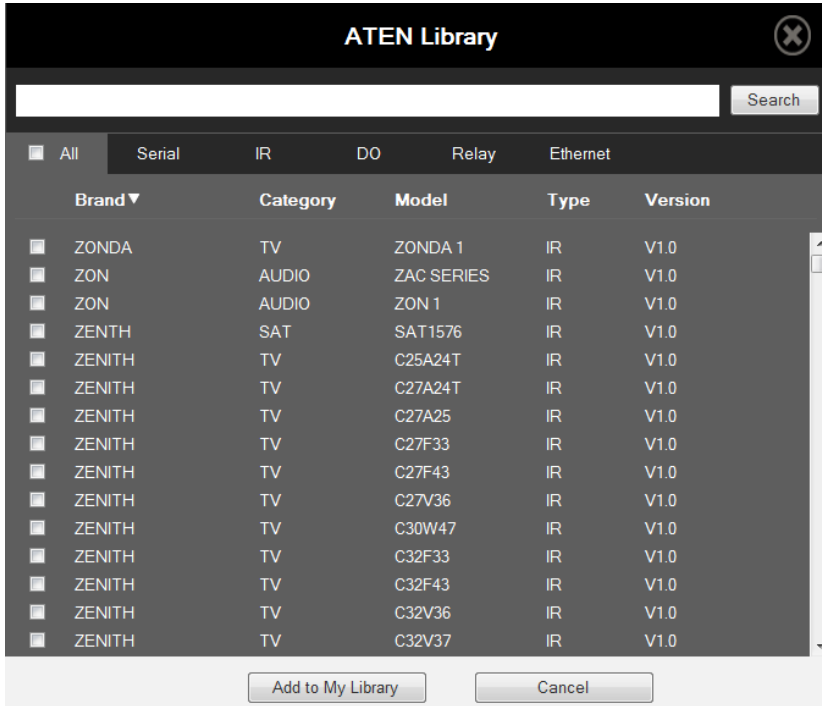 ATEN Library
Search
All Serial IR DO Relay Ethernet
Brand▼ Category Model Type Version
ZONDA TV ZONDA 1 IR V1.0
ZON AUDIO ZAC SERIES IR V1.0
ZON AUDIO ZON 1 IR V1.0
ZENTH SAT SAT1576 IR V1.0
ZENITH TV C25A24T IR V1.0
ZENITH TV C27A24T IR V1.0
ZENITH TV C27A25 IR V1.0
ZENITH TV C27F33 IR V1.0
ZENITH TV C27F43 IR V1.0
ZENITH TV C27V36 IR V1.0
ZENITH TV C30W47 IR V1.0
ZENITH TV C32F33 IR V1.0
ZENITH TV C32F43 IR V1.0
ZENITH TV C32V36 IR V1.0
ZENITH TV C32V37 IR V1.0
Add to My Library Cancel